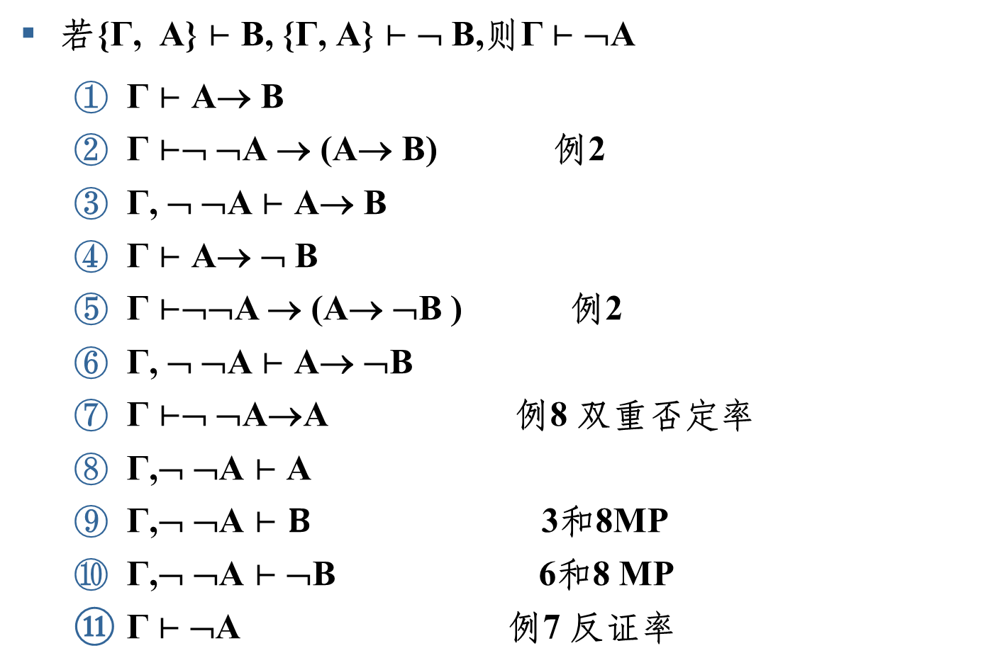 ▪ 若{Γ, A} ⊢ B, {Γ, A} ⊢ ¬ B,则Γ ⊢ ¬A
① Γ ⊢ A→ B
② Γ ⊢¬ ¬A → (A→ B) 例2
③ Γ, ¬ ¬A ⊢ A→ B
④ Γ ⊢ A→ ¬ B
⑤ Γ ⊢¬¬A → (A→ ¬B ) 例2
⑥ Γ, ¬ ¬A ⊢ A→ ¬B
⑦ Γ ⊢¬ ¬A→A 例8 双重否定率
⑧ Γ,¬ ¬A ⊢ A
⑨ Γ,¬ ¬A ⊢ B 3和8MP
⑩ Γ,¬ ¬A ⊢ ¬B 6和8 MP
⑪ Γ ⊢ ¬A 例7 反证率